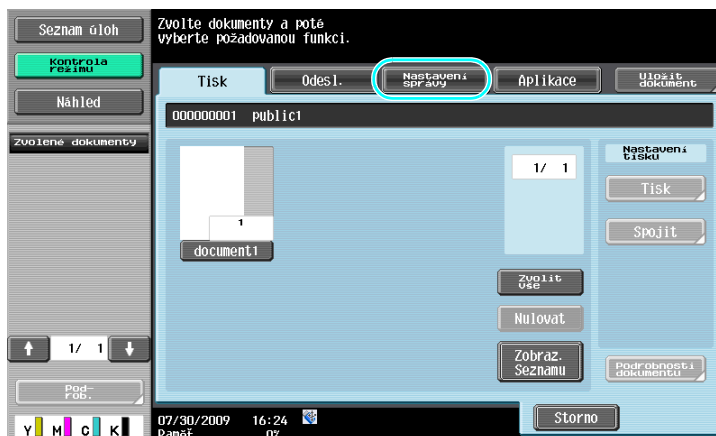 Seznam úloh
Kontrola
režimu
Náhled
Zvolené dokumenty
1/ 1
Pod-
rob.
Y M C K
Zvolte dokumenty a poté
vyberte požadovanou funkci.
Tisk
Odesl.
Nastavení
správy
Aplikace
Uložit
dokument
000000001 public1
1
document1
1/ 1
Zvolit
vše
Nulovat
Zobraz.
Seznamu
Nastavení
tisku
Tisk
Spojit
Podrobnosti
dokumentu
Storno
07/30/2009 16:24
Paměť 0%